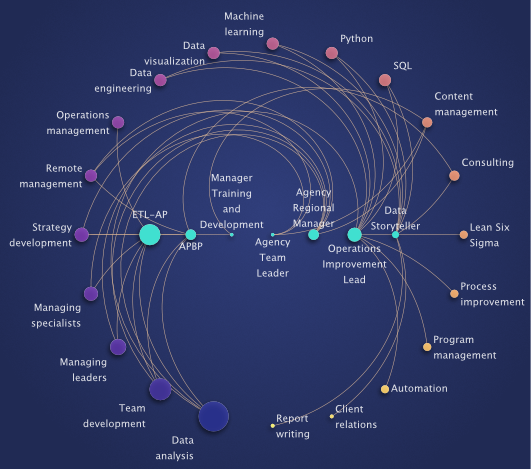 Machine
learning
Python
Data
visualization
SQL
Data
engineering
Content
management
Operations
management
Consulting
Remote
management
Manager
Training
and
Development
Agency
Regional
Manager
ETL-AP
Data
Storyteller
Strategy
development
APBP
Agency
Team
Leader
Operations
Improvement
Lead
Lean Six
Sigma
Managing
specialists
Process
improvement
Managing
leaders
Program
management
Automation
Team
development
Report
writing
Client
relations
Data
analysis